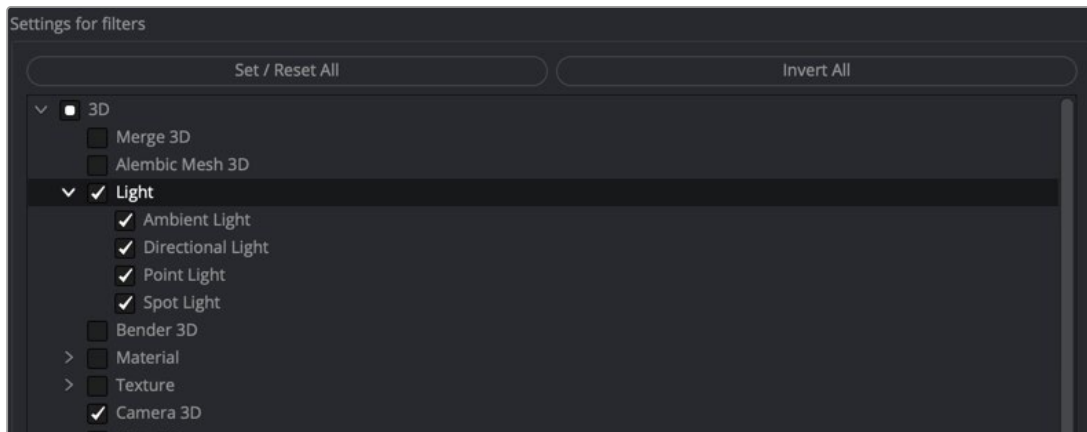 Settings for filters
Set / Reset All Invert All
3D
Merge 3D
Alembic Mesh 3D
Light
Ambient Light
Directional Light
Point Light
Spot Light
Bender 3D
Material
Texture
Camera 3D